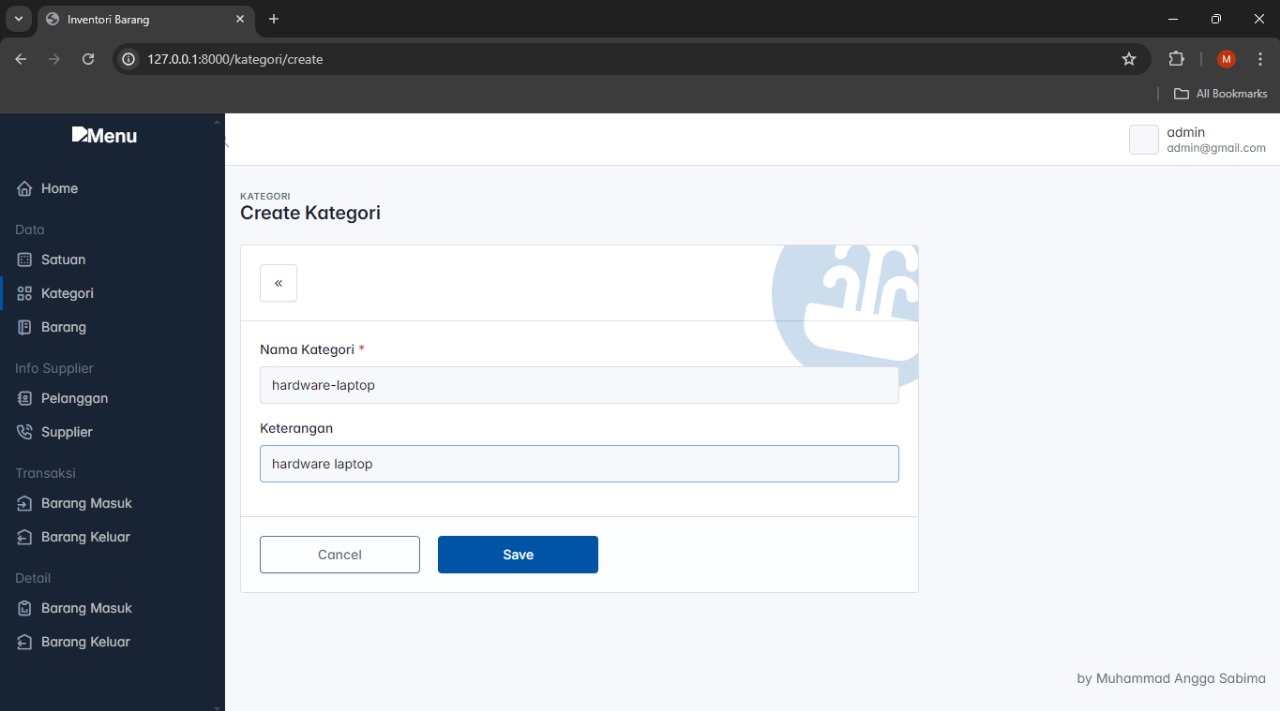 Inventori Barang
127.0.0.1:8000/kategori/create
M
All Bookmarks
Menu
admin
admin@gmail.com
Home
Data
Satuan
Kategori
Barang
Info Supplier
Pelanggan
Supplier
Transaksi
Barang Masuk
Barang Keluar
Detail
Barang Masuk
Barang Keluar
KATEGORI
Create Kategori
«
Nama Kategori *
hardware-laptop
Keterangan
hardware laptop
Cancel
Save
by Muhammad Angga Sabima